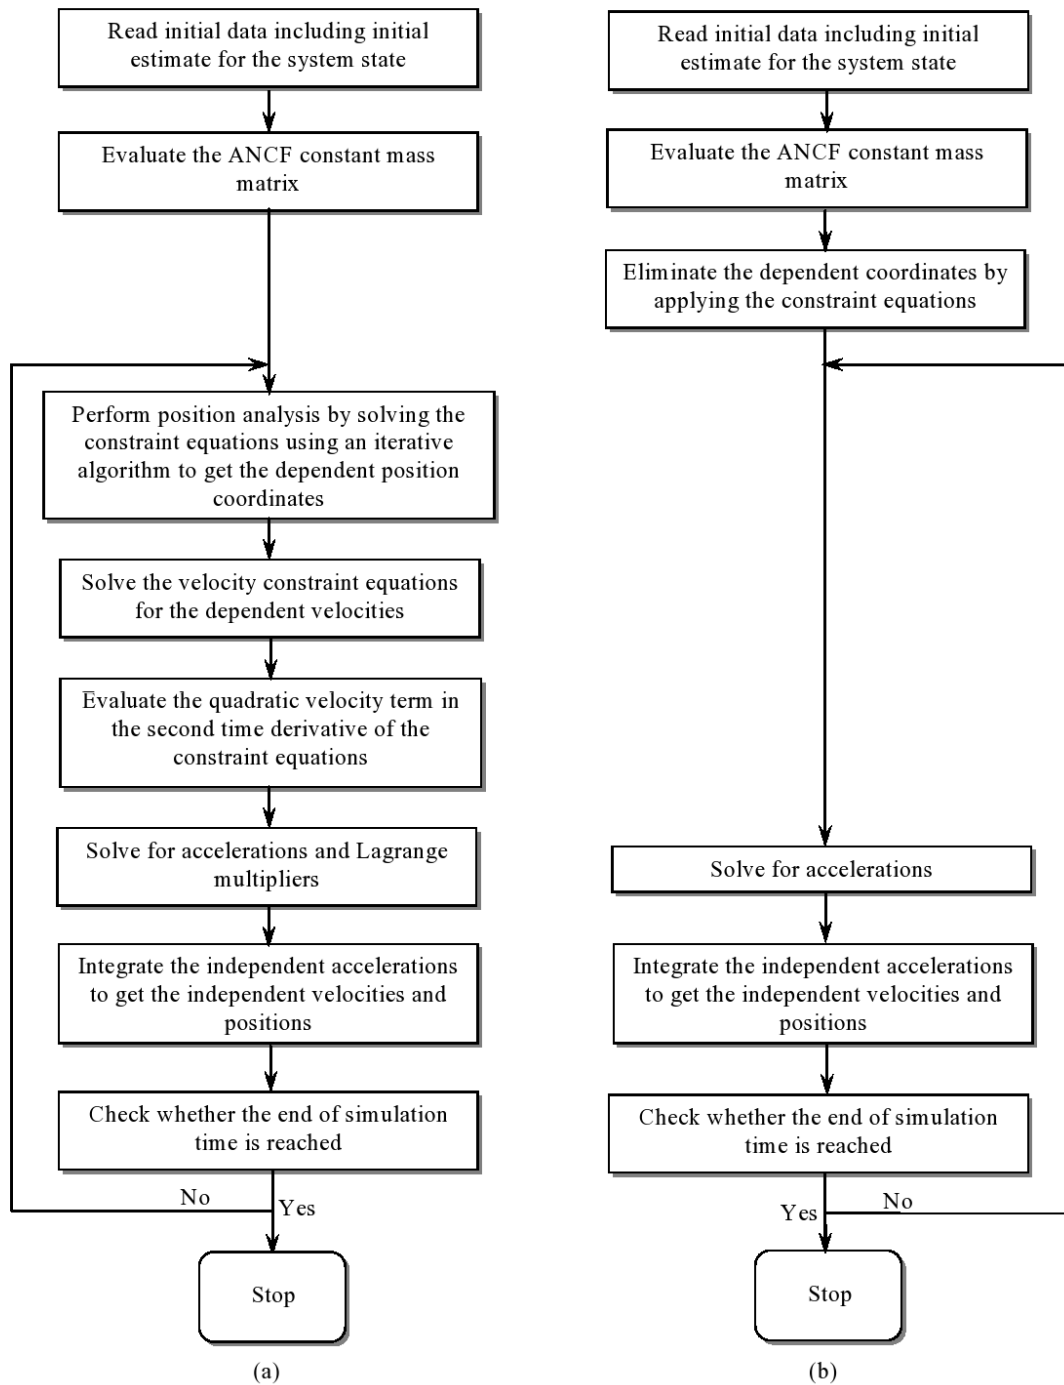 Read initial data including initial
estimate for the system state
Evaluate the ANCF constant mass
matrix
Perform position analysis by solving the
constraint equations using an iterative
algorithm to get the dependent position
coordinates
Solve the velocity constraint equations
for the dependent velocities
Evaluate the quadratic velocity term in
the second time derivative of the
constraint equations
Solve for accelerations and Lagrange
multipliers
Integrate the independent accelerations
to get the independent velocities and
positions
Check whether the end of simulation
time is reached
No
Yes
Stop
(a)
Read initial data including initial
estimate for the system state
Evaluate the ANCF constant mass
matrix
Eliminate the dependent coordinates by
applying the constraint equations
Solve for accelerations
Integrate the independent accelerations
to get the independent velocities and
positions
Check whether the end of simulation
time is reached
Yes
No
Stop
(b)